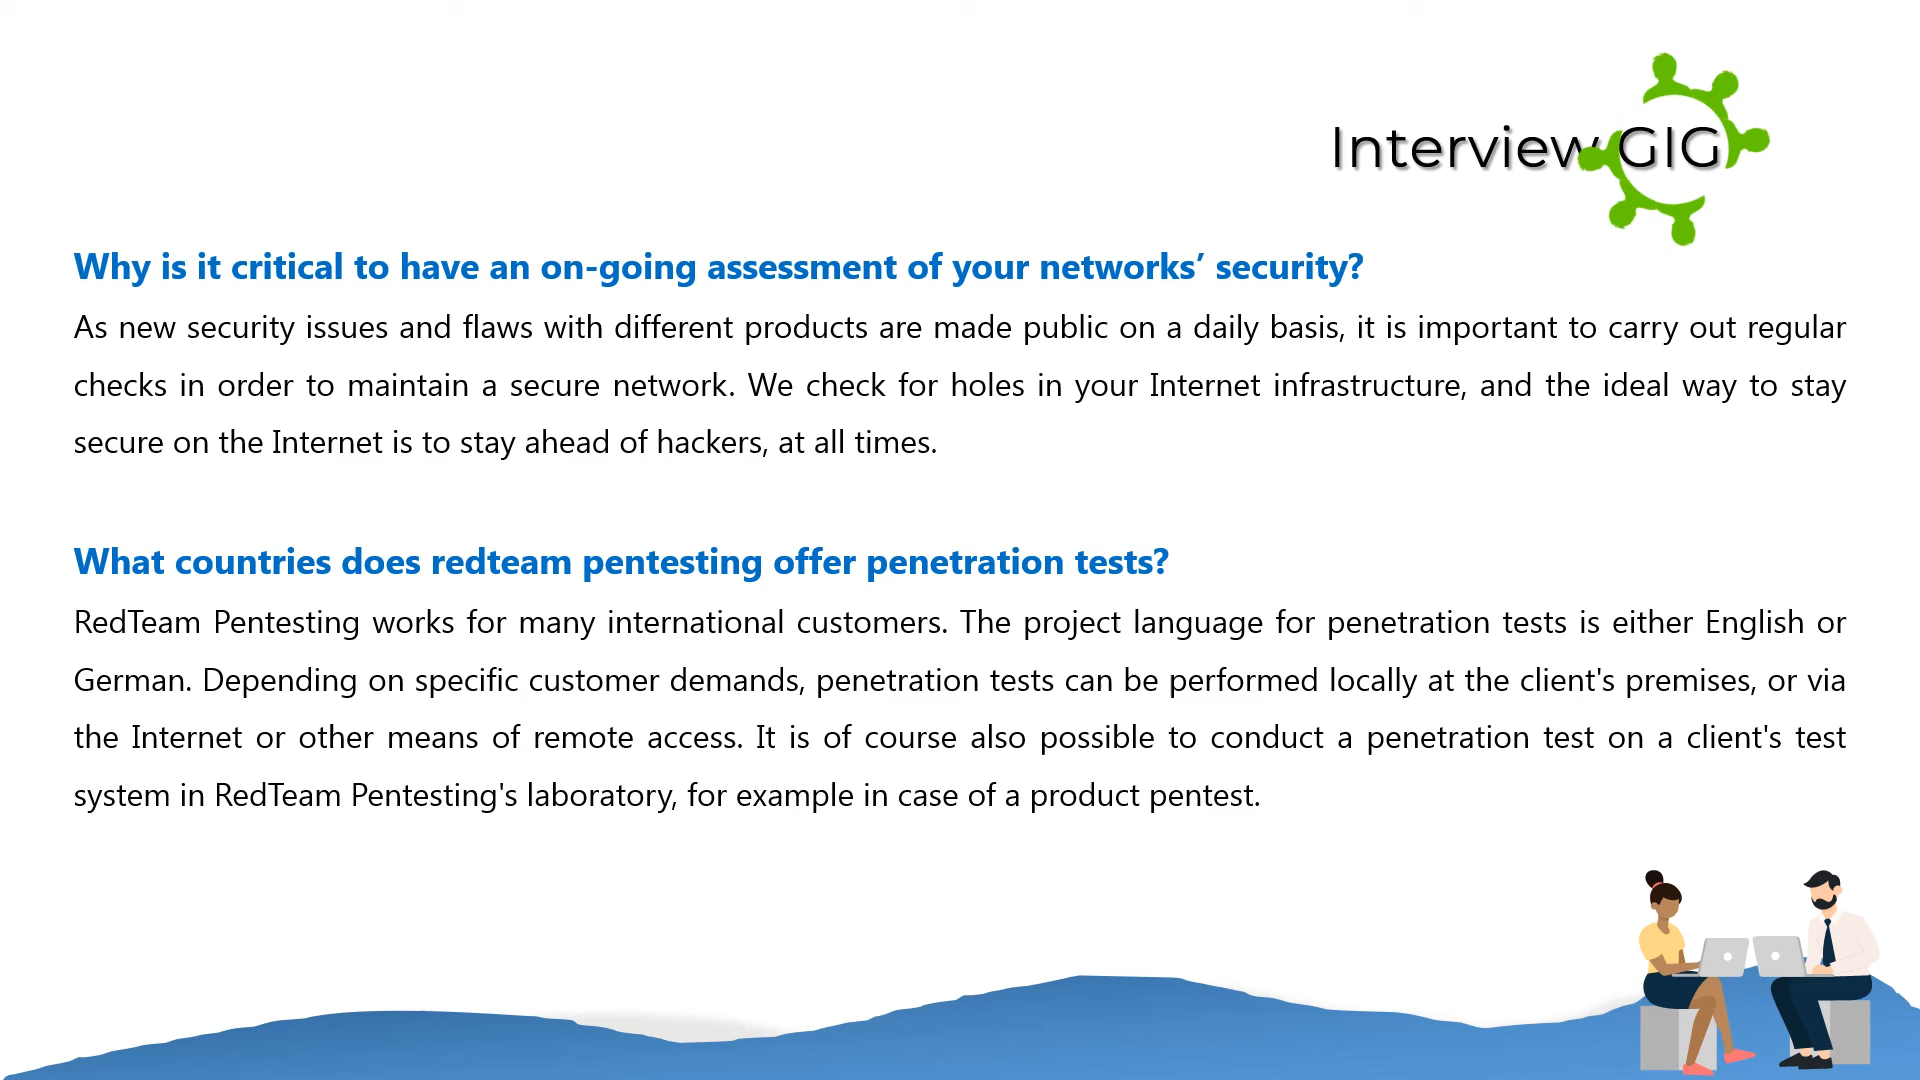 Interview GIG
Why is it critical to have an on-going assessment of your networks’ security?
As new security issues and flaws with different products are made public on a daily basis, it is important to carry out regular
checks in order to maintain a secure network. We check for holes in your Internet infrastructure, and the ideal way to stay
secure on the Internet is to stay ahead of hackers, at all times.
What countries does redteam pentesting offer penetration tests?
RedTeam Pentesting works for many international customers. The project language for penetration tests is either English or
German. Depending on specific customer demands, penetration tests can be performed locally at the client's premises, or via
the Internet or other means of remote access. It is of course also possible to conduct a penetration test on a client's test
system in RedTeam Pentesting's laboratory, for example in case of a product pentest.